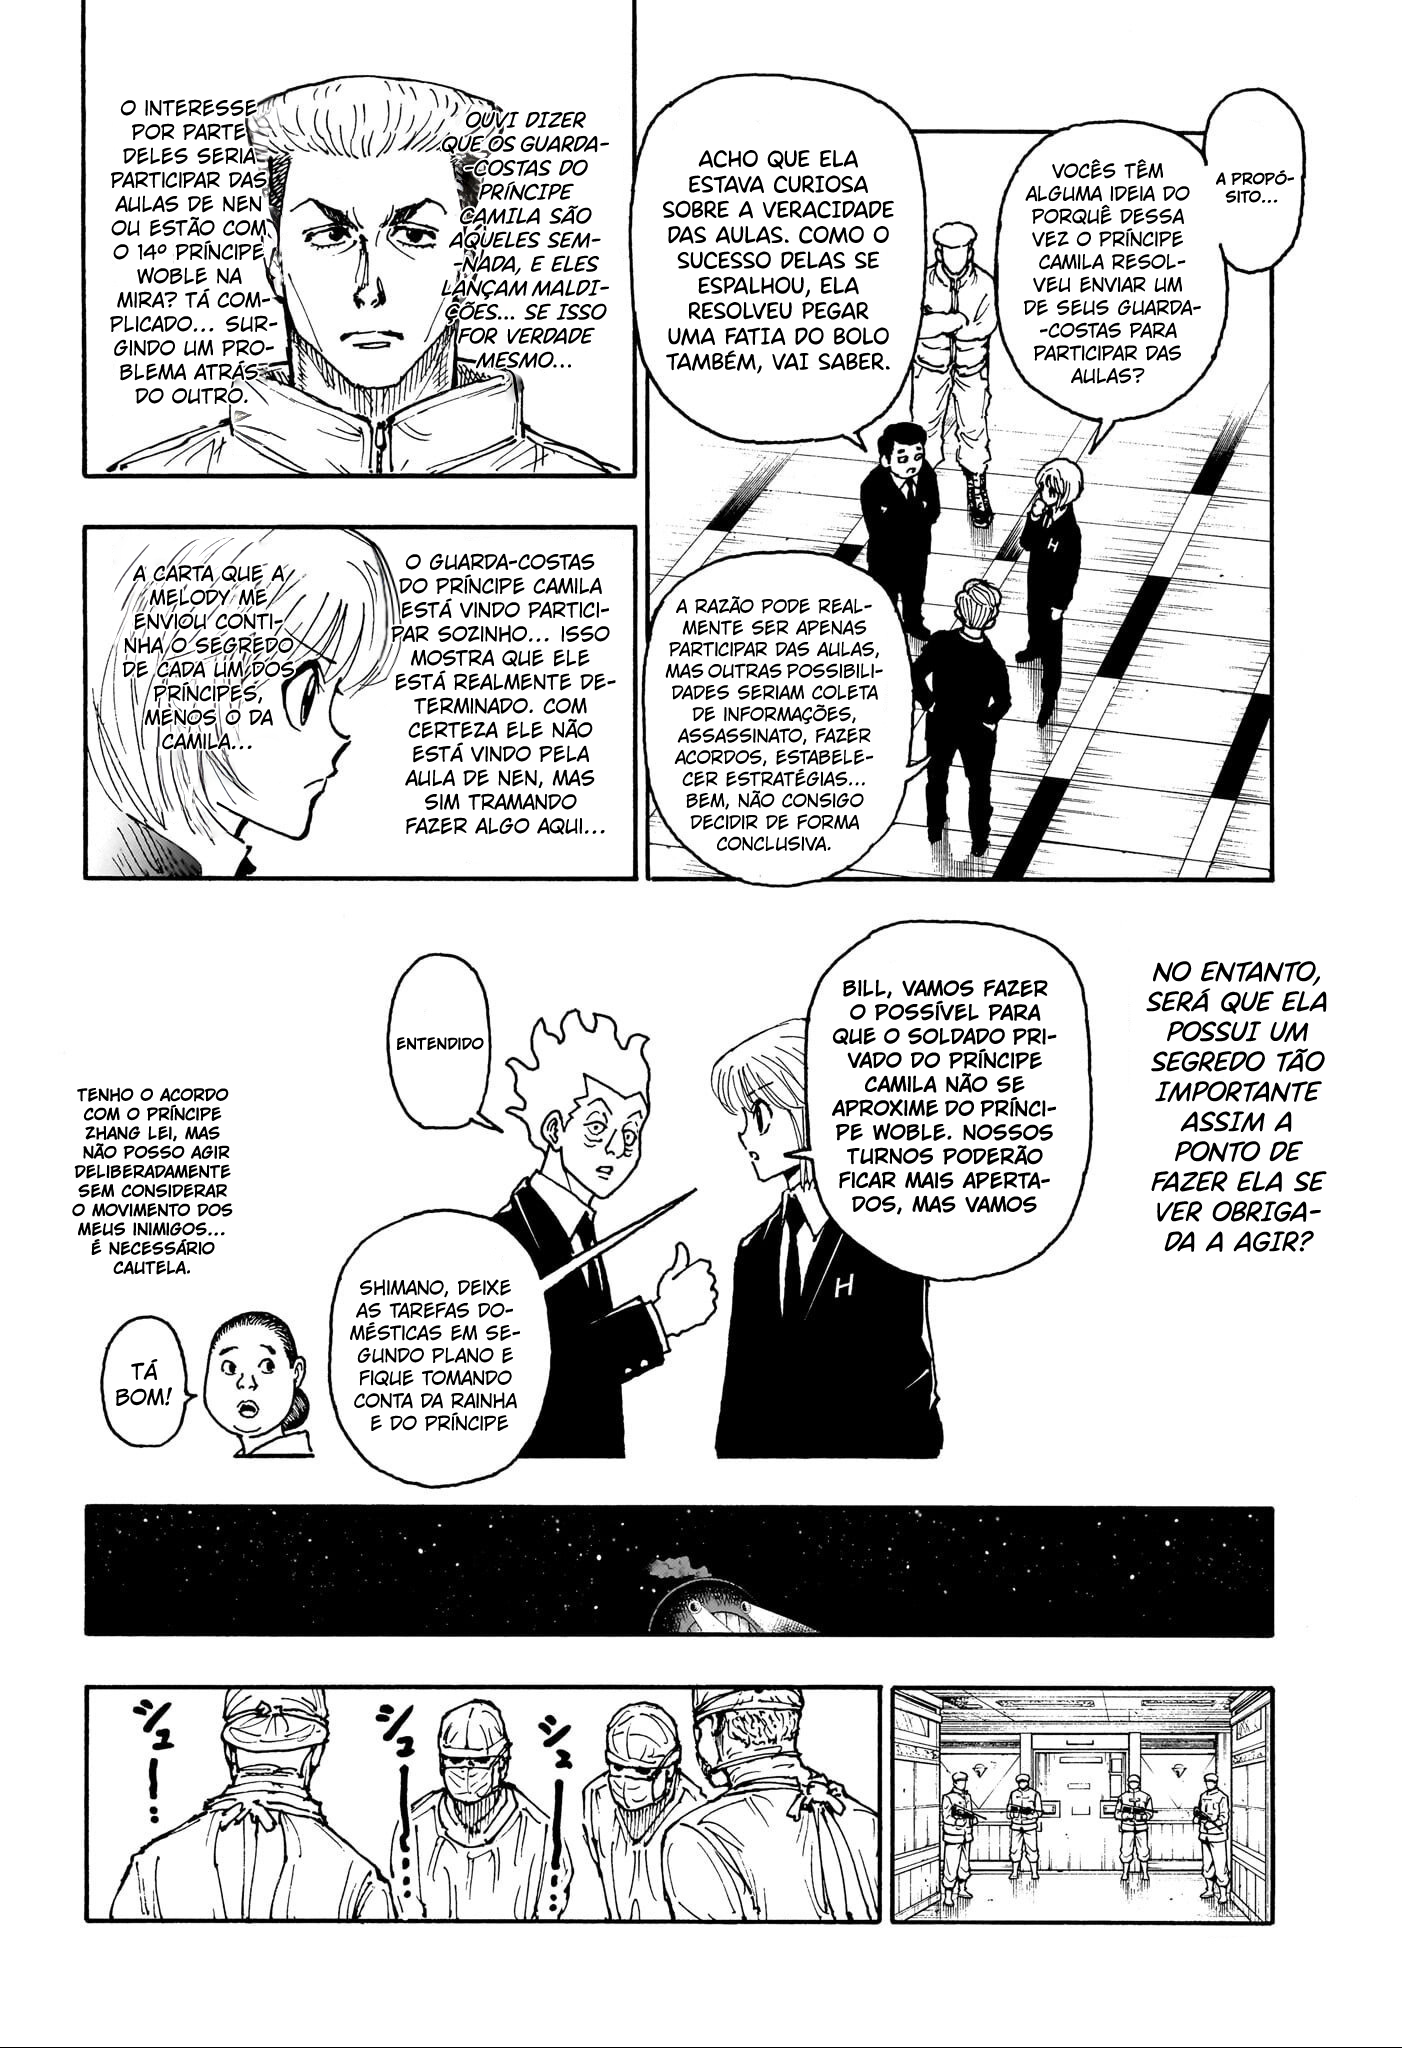 A PROPÓ-
SITO...
VOCÊS TÊM
ALGUMA IDEIA DO
PORQUÊ DESSA
VEZ O PRÍNCIPE
CAMILA RESOL-
VEU ENVIAR UM
DE SEUS GUARDA-
-COSTAS PARA
PARTICIPAR DAS
AULAS?
ACHO QUE ELA
ESTAVA CURIOSA
SOBRE A VERACIDADE
DAS AULAS. COMO O
SUCESSO DELAS SE
ESPALHOU, ELA
RESOLVEU PEGAR
UMA FATIA DO BOLO
TAMBÉM, VAI SABER.
A RAZÃO PODE REAL-
MENTE SER APENAS
PARTICIPAR DAS AULAS,
MAS OUTRAS POSSIBILI-
DADES SERIAM COLETA
DE INFORMAÇÕES,
ASSASSINATO, FAZER
ACORDOS, ESTABELE-
CER ESTRATÉGIAS...
BEM, NÃO CONSIGO
DECIDIR DE FORMA
CONCLUSIVA.
H
OUVI DIZER
QUE OS GUARDA-
-COSTAS DO
PRÍNCIPE
CAMILA SÃO
AQUELES SEM-
-NADA, E ELES
LANÇAM MALDI-
ÇÕES... SE ISSO
FOR VERDADE
MESMO...
O INTERESSE
POR PARTE
DELES SERIA
PARTICIPAR DAS
AULAS DE NEN
OU ESTÃO COM
O 14º PRÍNCIPE
WOBLE NA
MIRA? TÁ COM-
PLICADO... SUR-
GINDO UM PRO-
BLEMA ATRÁS
DO OUTRO.
O GUARDA-COSTAS
DO PRÍNCIPE CAMILA
ESTÁ VINDO PARTICI-
PAR SOZINHO... ISSO
MOSTRA QUE ELE
ESTÁ REALMENTE DE-
TERMINADO. COM
CERTEZA ELE NÃO
ESTÁ VINDO PELA
AULA DE NEN, MAS
SIM TRAMANDO
FAZER ALGO AQUI...
A CARTA QUE A
MELODY ME
ENVIOU CONTI-
NHA O SEGREDO
DE CADA UM DOS
PRÍNCIPES,
MENOS O DA
CAMILA...
NO ENTANTO,
SERÁ QUE ELA
POSSUI UM
SEGREDO TÃO
IMPORTANTE
ASSIM A
PONTO DE
FAZER ELA SE
VER OBRIGA-
DA A AGIR?
BILL, VAMOS FAZER
O POSSÍVEL PARA
QUE O SOLDADO PRI-
VADO DO PRÍNCIPE
CAMILA NÃO SE
APROXIME DO PRÍNCI-
PE WOBLE. NOSSOS
TURNOS PODERÃO
FICAR MAIS APERTA-
DOS, MAS VAMOS
H
ENTENDIDO
SHIMANO, DEIXE
AS TAREFAS DO-
MÉSTICAS EM SE-
GUNDO PLANO E
FIQUE TOMANDO
CONTA DA RAINHA
E DO PRÍNCIPE
TENHO O ACORDO
COM O PRÍNCIPE
ZHANG LEI, MAS
NÃO POSSO AGIR
DELIBERADAMENTE
SEM CONSIDERAR
O MOVIMENTO DOS
MEUS INIMIGOS...
É NECESSÁRIO
CAUTELA.
TÁ
BOM!
シュー…
シュー…
シュー…